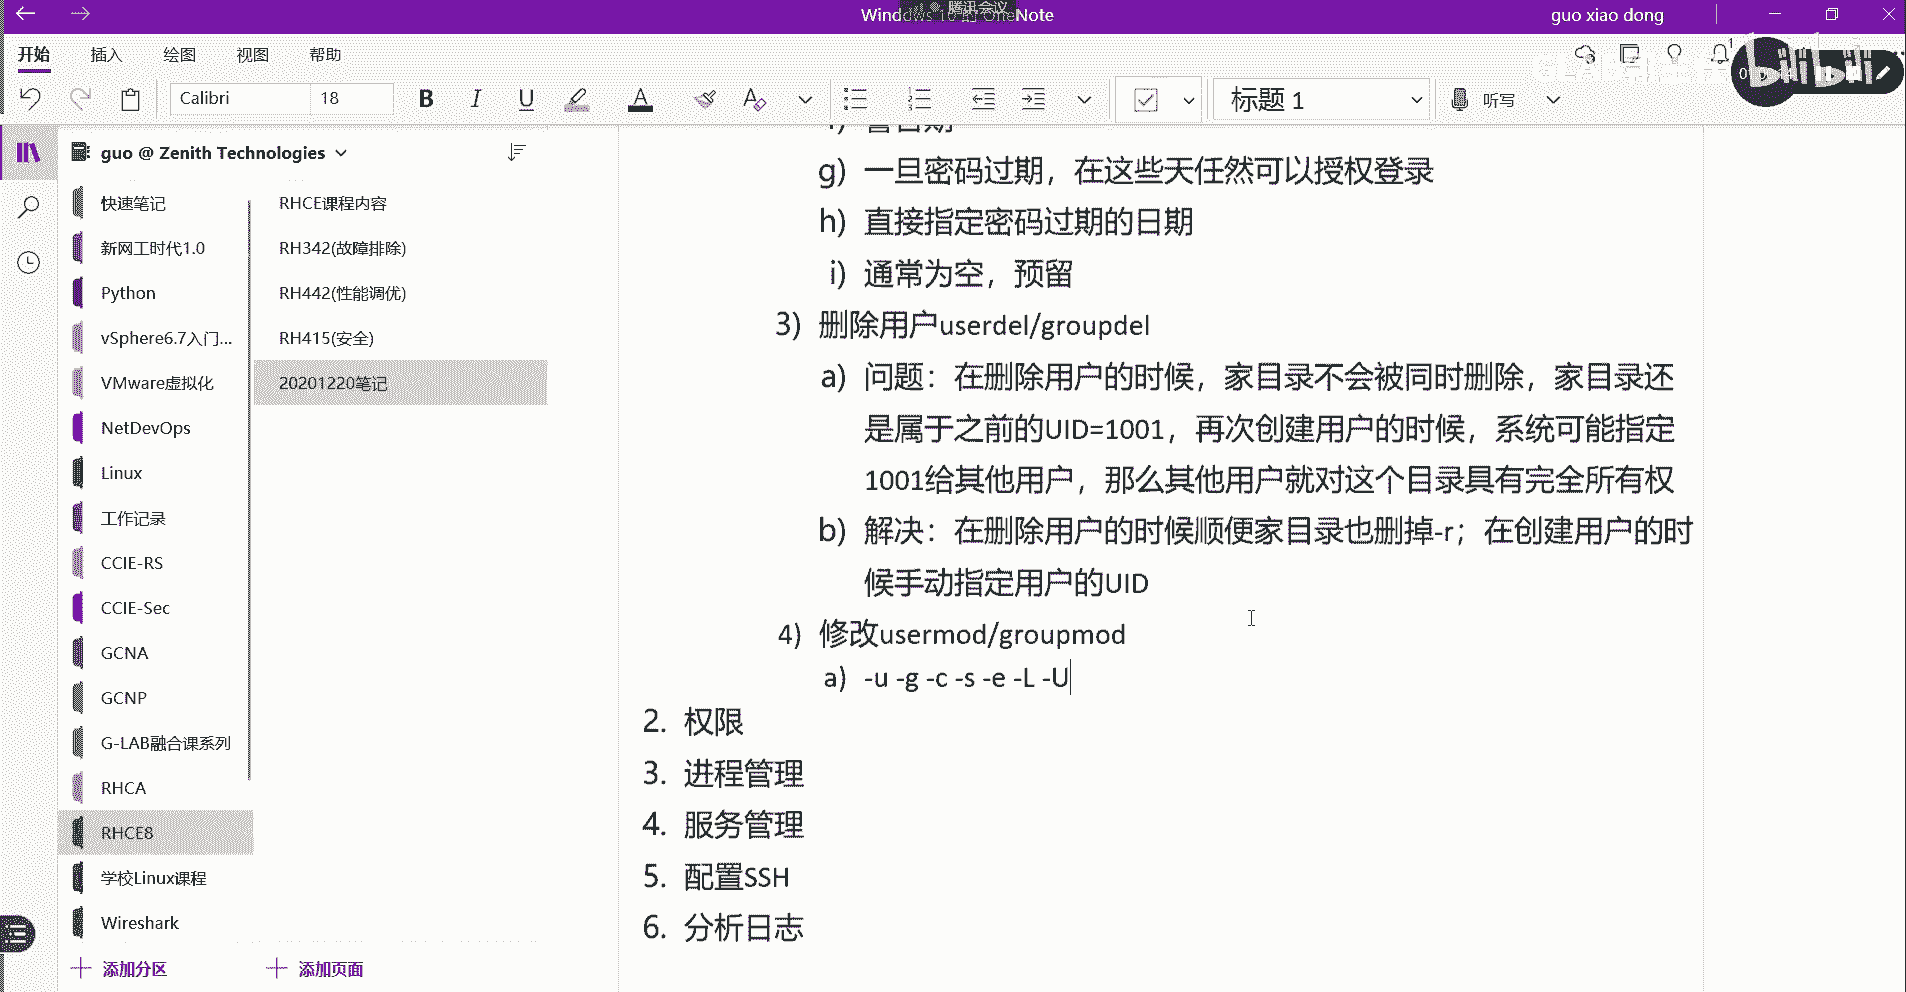 Windows 10 的 OneNote
腾讯会议
guo xiao dong
开始 插入 绘图 视图 帮助
bilibili
Calibri 18 B I U A 标题 1 听写
guo @ Zenith Technologies
快速笔记
新网工时代1.0
Python
vSphere6.7入门...
VMware虚拟化
NetDevOps
Linux
工作记录
CCIE-RS
CCIE-Sec
GCNA
GCNP
G-LAB融合课系列
RHCA
RHCE8
学校Linux课程
Wireshark
添加分区
RHCE课程内容
RH342(故障排除)
RH442(性能调优)
RH415(安全)
20201220笔记
添加页面
g) 一旦密码过期，在这些天任然可以授权登录
h) 直接指定密码过期的日期
i) 通常为空，预留
3) 删除用户userdel/groupdel
a) 问题：在删除用户的时候，家目录不会被同时删除，家目录还
是属于之前的UID=1001，再次创建用户的时候，系统可能指定
1001给其他用户，那么其他用户就对这个目录具有完全所有权
b) 解决：在删除用户的时候顺便家目录也删掉-r；在创建用户的时
候手动指定用户的UID
4) 修改usermod/groupmod
a) -u -g -c -s -e -L -U
2. 权限
3. 进程管理
4. 服务管理
5. 配置SSH
6. 分析日志